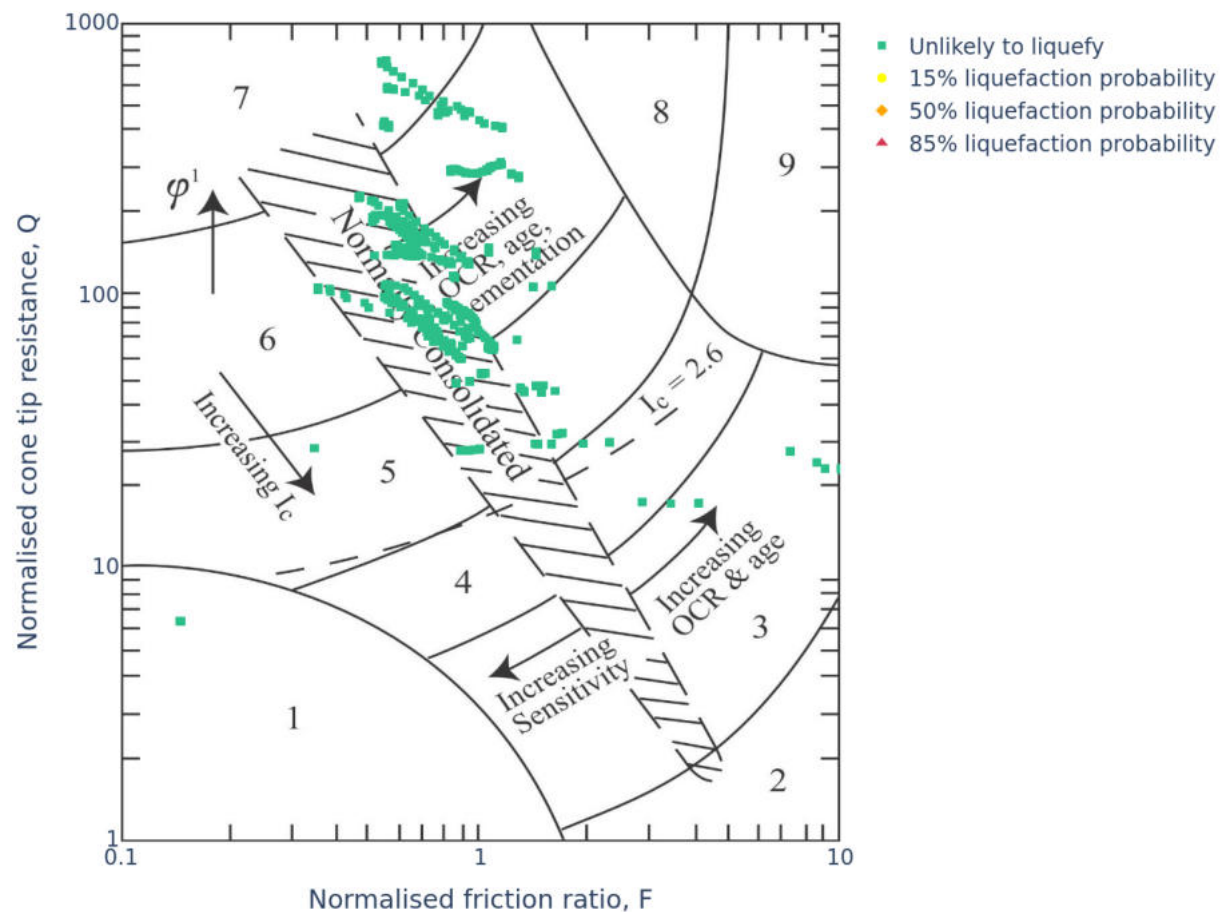 1000
100
10
1
0.1
1
10
Normalised cone tip resistance, Q
Normalised friction ratio, F
7
8
9
φ1
6
5
4
3
1
2
Increasing
OCR, age,
ementation
Consolidated
Ic = 2.6
Increasing Ic
Increasing
OCR & age
Increasing
Sensitivity
Unlikely to liquefy
15% liquefaction probability
50% liquefaction probability
85% liquefaction probability